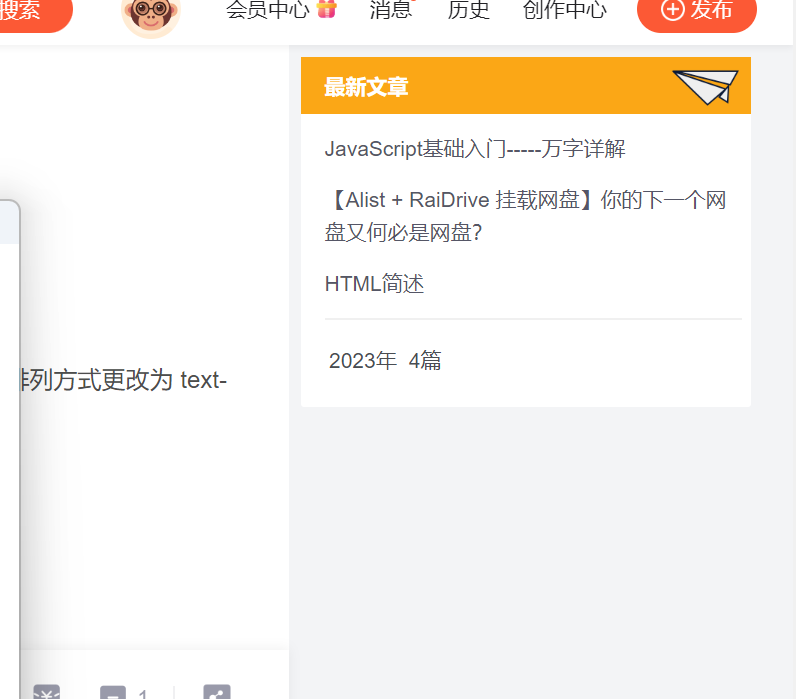 搜索 会员中心 消息 历史 创作中心 发布
最新文章
JavaScript基础入门-----万字详解
【Alist + RaiDrive 挂载网盘】你的下一个网
盘又何必是网盘?
HTML简述
2023年 4篇
列方式更改为 text-
1